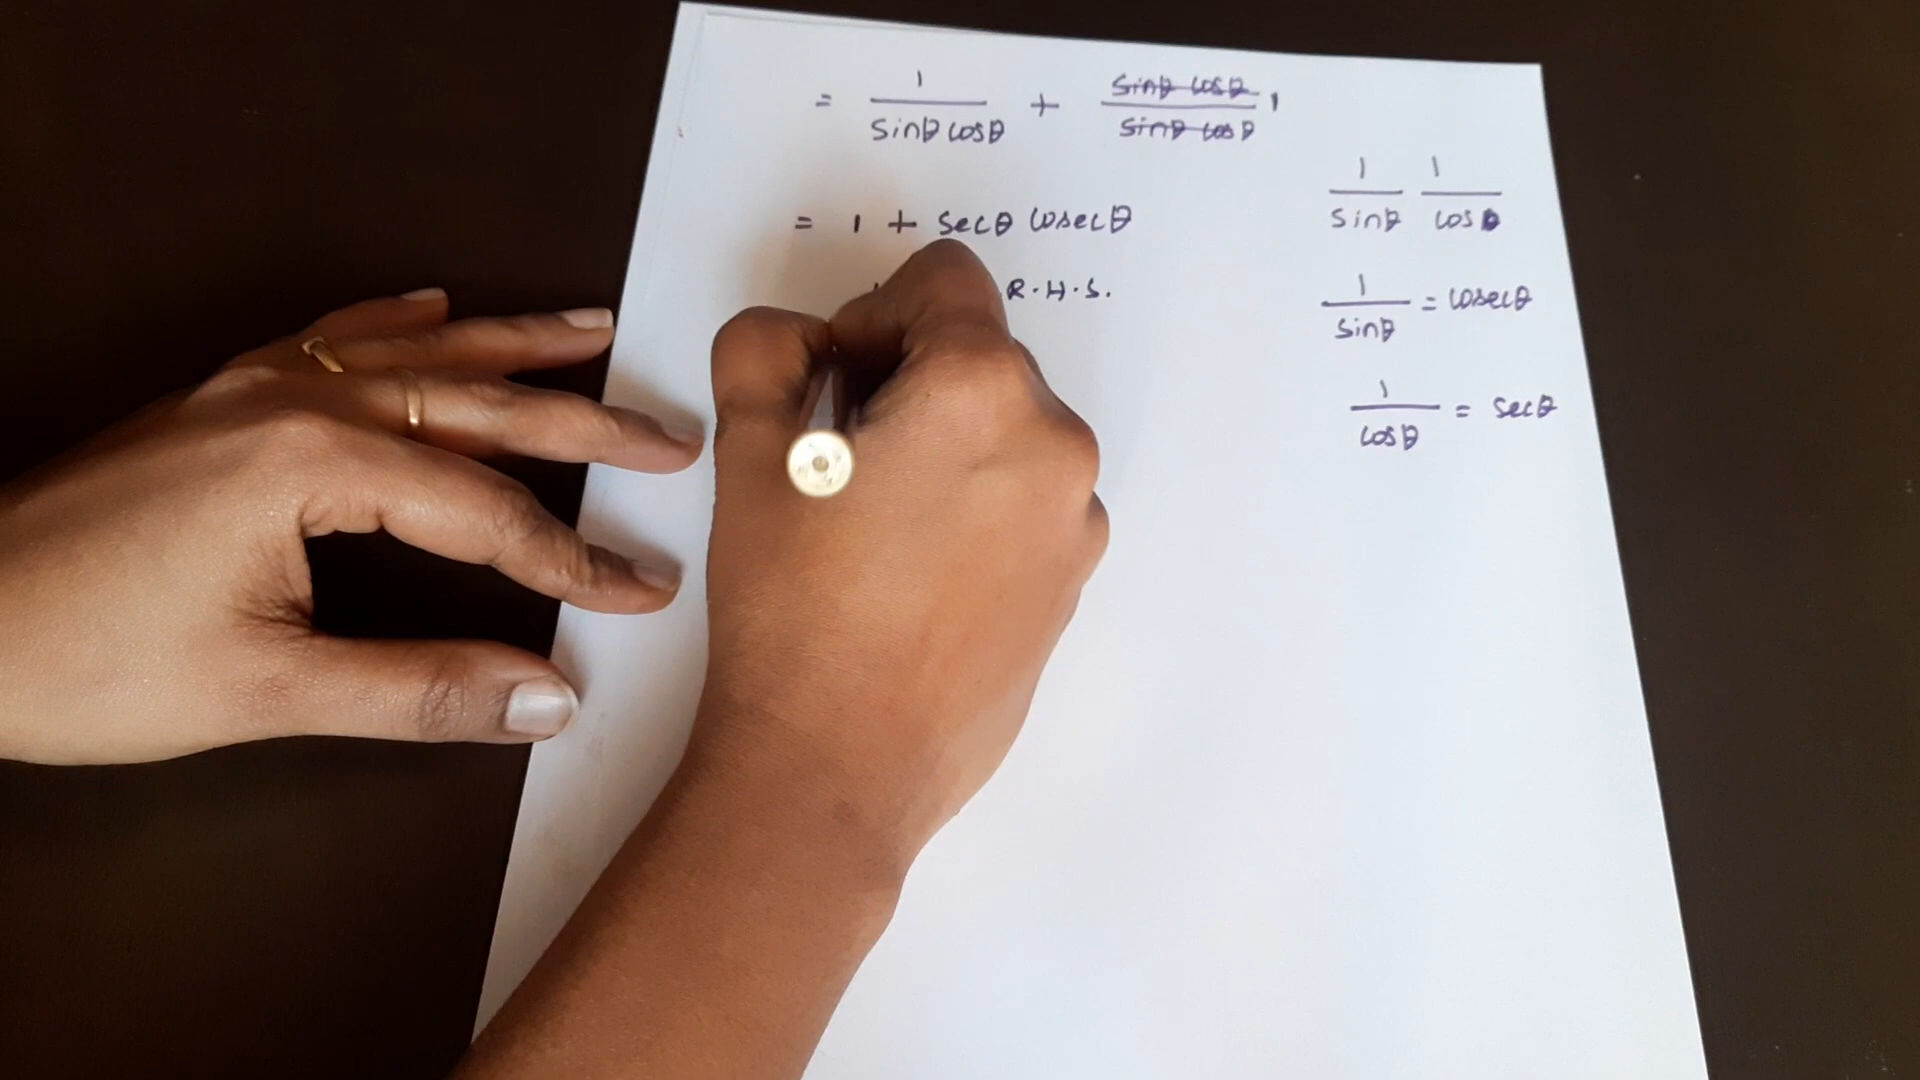 = 1/sinθ cosθ + sinθ cosθ/sinθ cosθ 1
= 1 + secθ cosecθ
R.H.S.
1/sinθ 1/cosθ
1/sinθ = cosecθ
1/cosθ = secθ